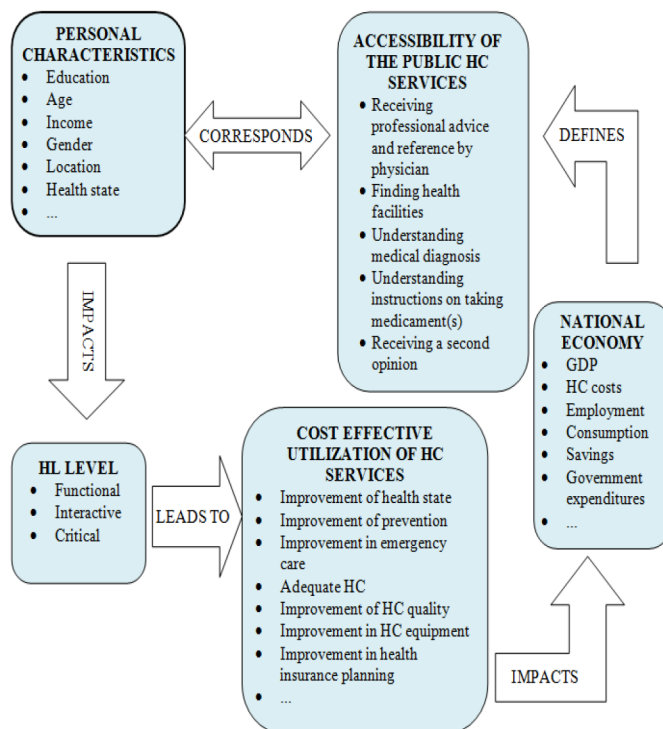 PERSONAL
CHARACTERISTICS
• Education
• Age
• Income
• Gender
• Location
• Health state
• ...
CORRESPONDS
ACCESSIBILITY OF
THE PUBLIC HC
SERVICES
• Receiving
professional advice
and reference by
physician
• Finding health
facilities
• Understanding
medical diagnosis
• Understanding
instructions on taking
medicament(s)
• Receiving a second
opinion
DEFINES
IMPACTS
NATIONAL
ECONOMY
• GDP
• HC costs
• Employment
• Consumption
• Savings
• Government
expenditures
• ...
HL LEVEL
• Functional
• Interactive
• Critical
LEADS TO
COST EFFECTIVE
UTILIZATION OF HC
SERVICES
• Improvement of health state
• Improvement of prevention
• Improvement in emergency
care
• Adequate HC
• Improvement of HC quality
• Improvement in HC equipment
• Improvement in health
insurance planning
• ...
IMPACTS